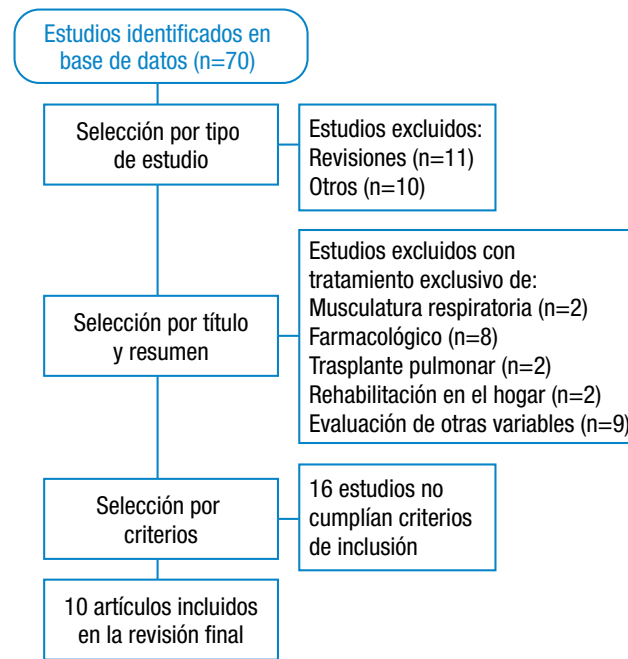 Estudios identificados en
base de datos (n=70)
Selección por tipo
de estudio
Estudios excluidos:
Revisiones (n=11)
Otros (n=10)
Selección por título
y resumen
Estudios excluidos con
tratamiento exclusivo de:
Musculatura respiratoria (n=2)
Farmacológico (n=8)
Trasplante pulmonar (n=2)
Rehabilitación en el hogar (n=2)
Evaluación de otras variables (n=9)
Selección por
criterios
16 estudios no
cumplían criterios
de inclusión
10 artículos incluidos
en la revisión final